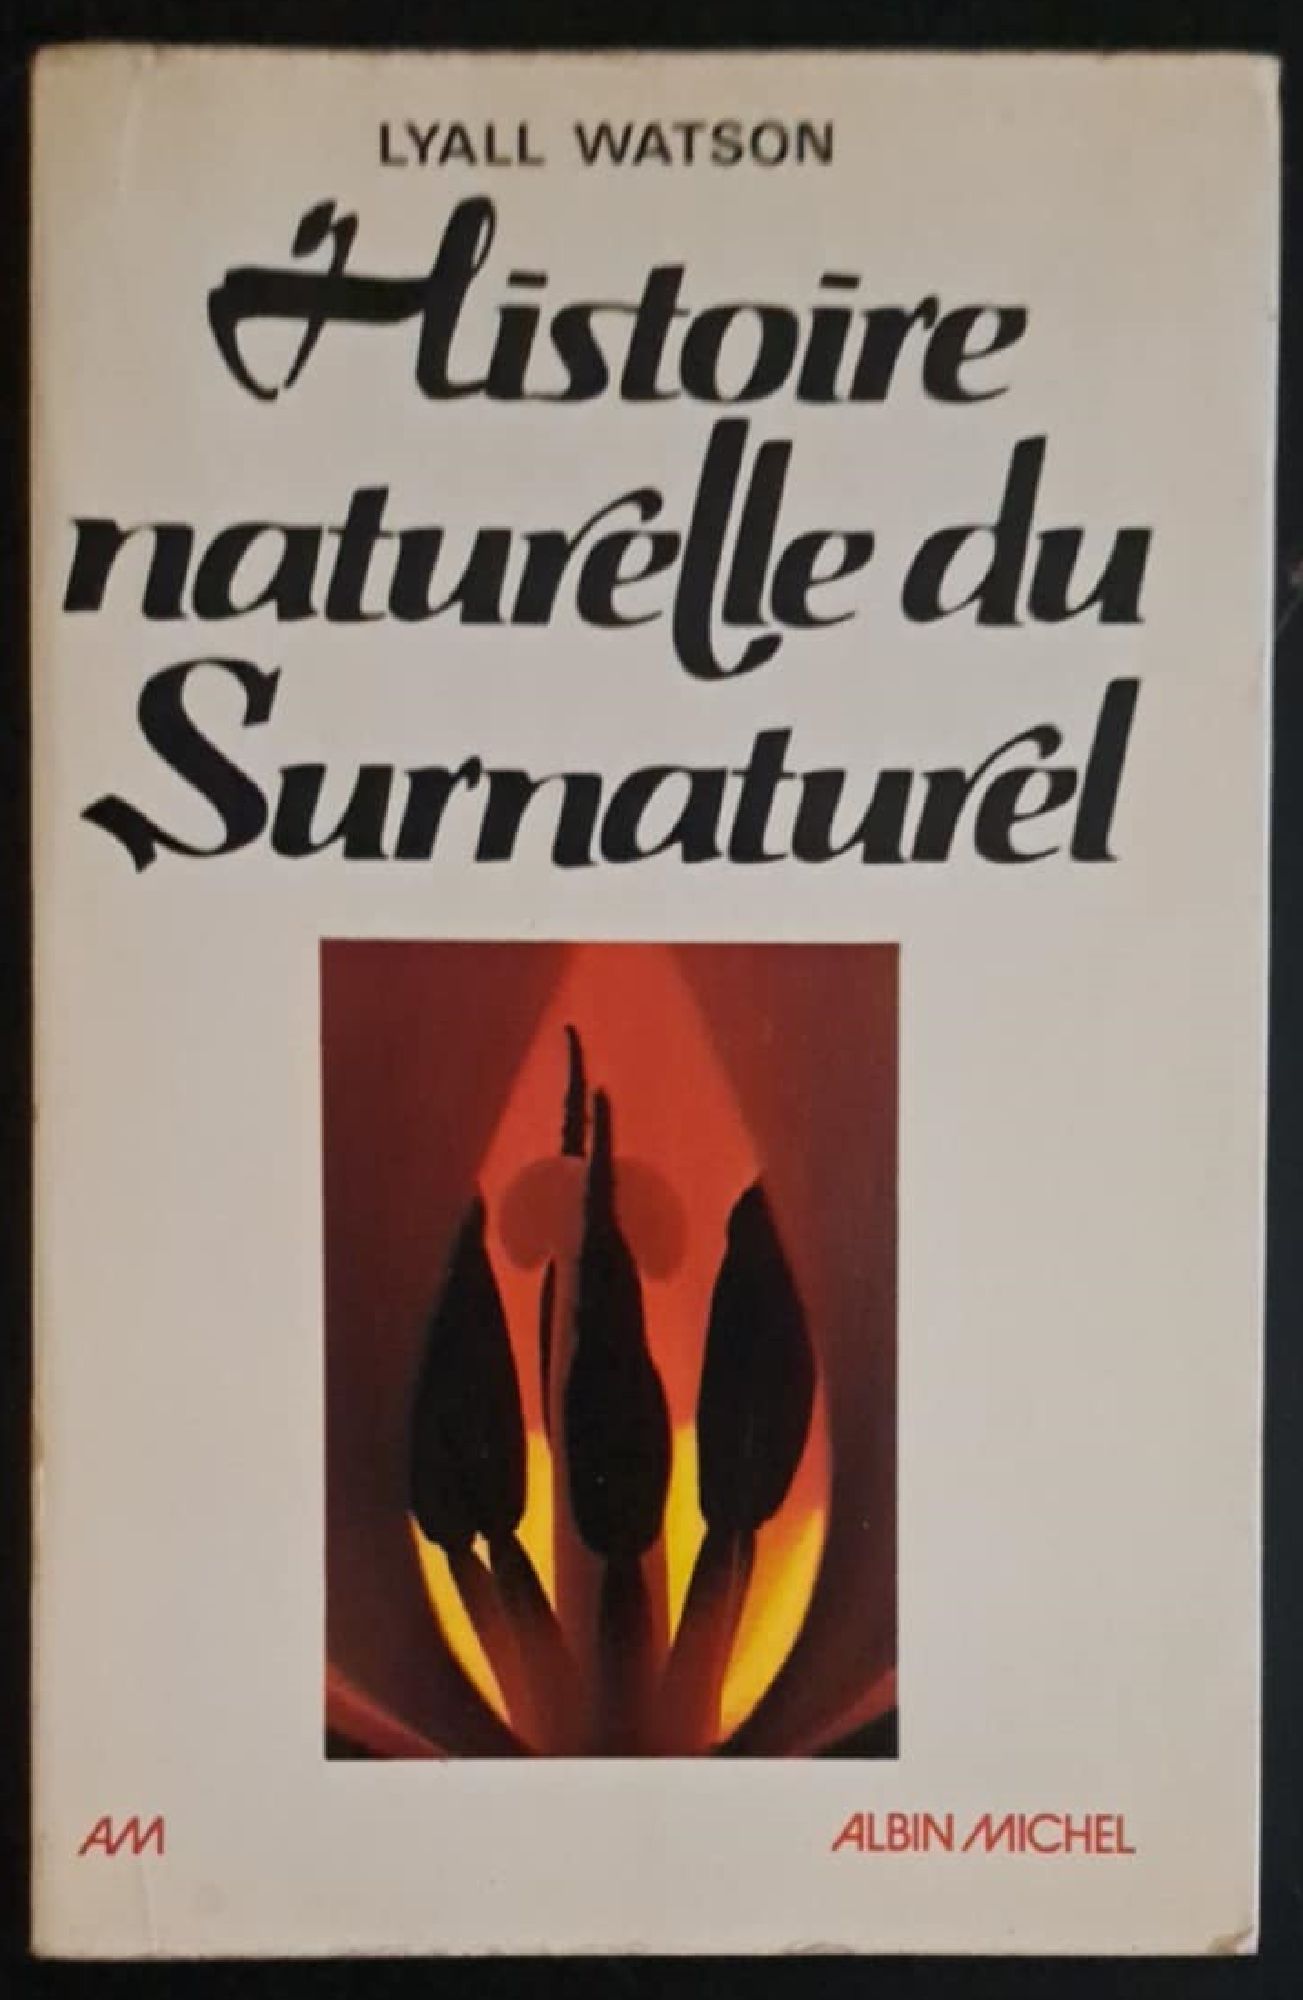 LYALL WATSON
Histoire
naturelle du
Surnaturel
AM
ALBIN MICHEL